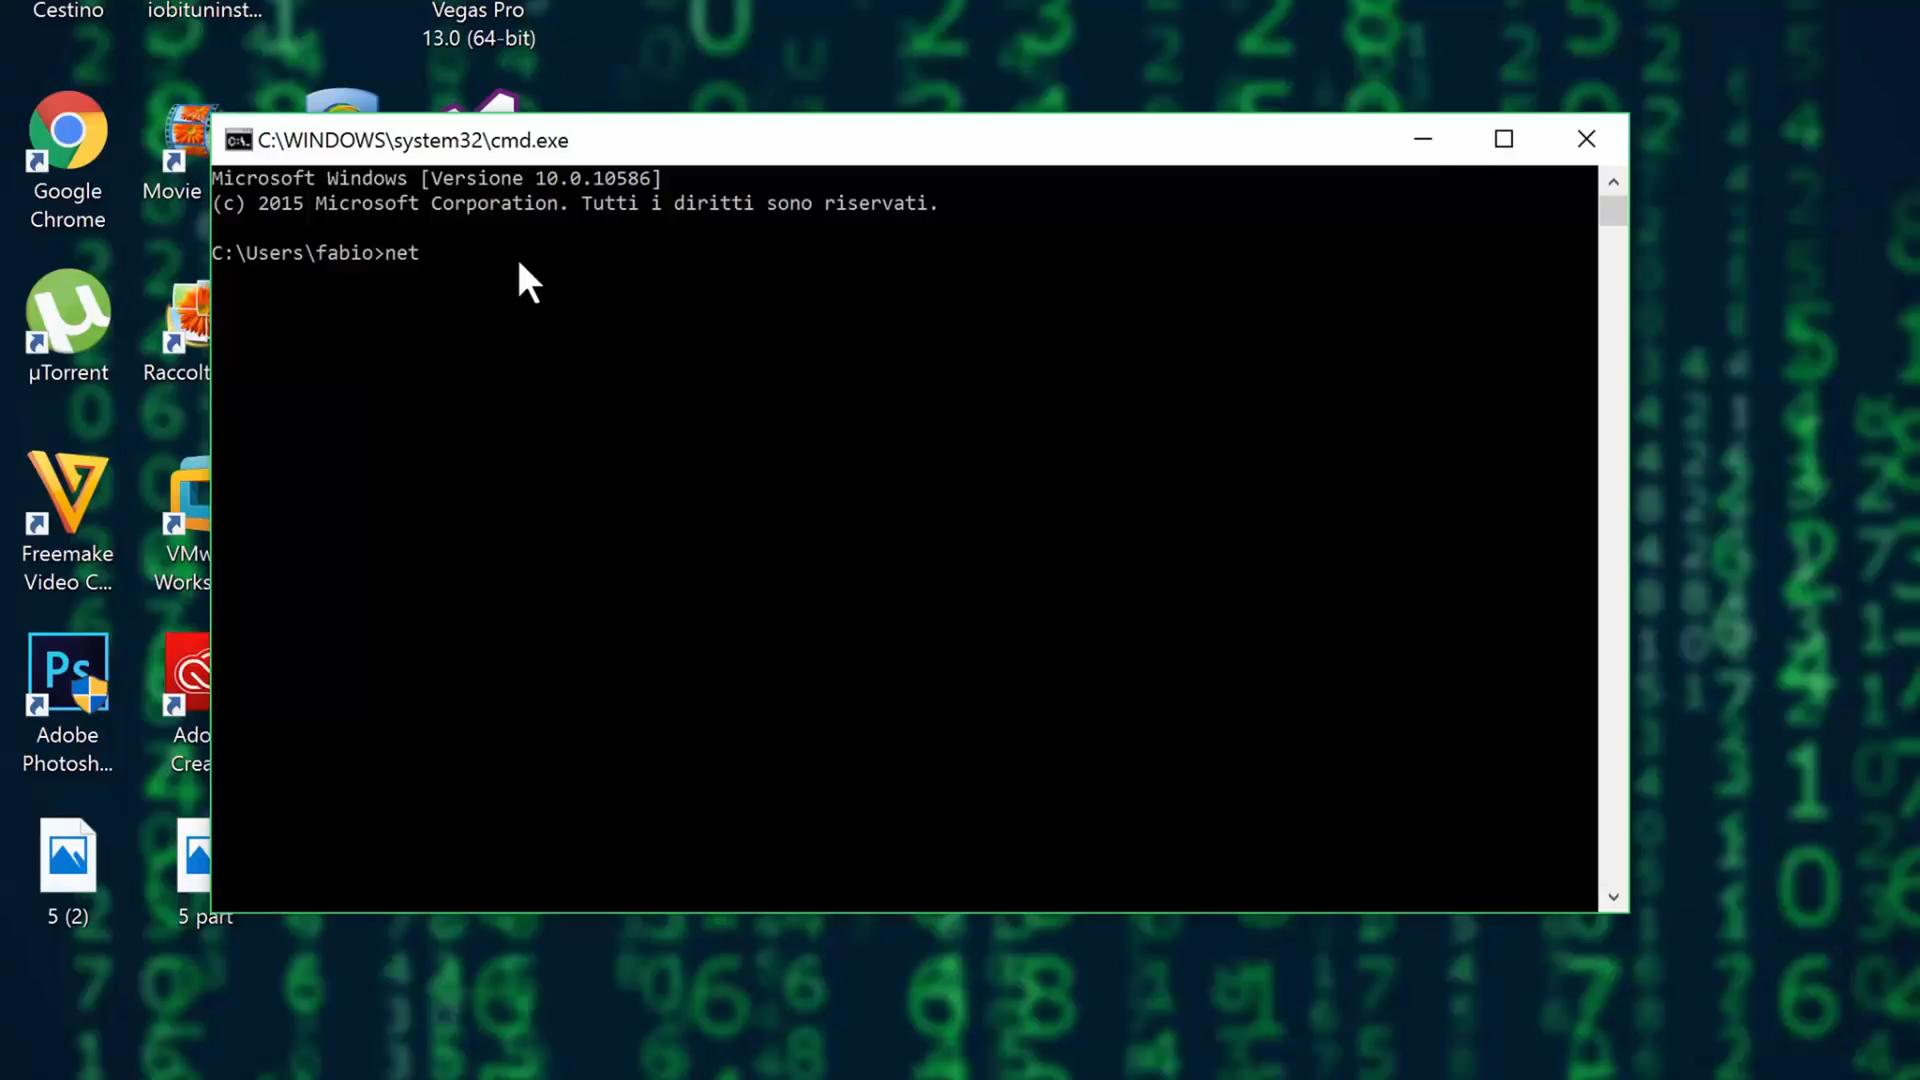 Cestino
iobituninst...
Vegas Pro
13.0 (64-bit)
C:\WINDOWS\system32\cmd.exe
Microsoft Windows [Versione 10.0.10586]
(c) 2015 Microsoft Corporation. Tutti i diritti sono riservati.
C:\Users\fabio>net
Google
Chrome
Movie
µTorrent
Raccolt
Freemake
Video C...
VMw
Works
Ps
Adobe
Photosh...
Ado
Crea
5 (2)
5 part